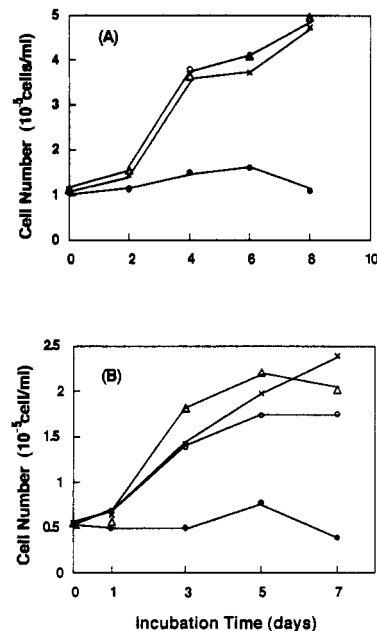 (A)
5
4
3
2
1
0
Cell Number (10⁻⁵cells/ml)
0 2 4 6 8 10
(B)
2.5
2
1.5
1
0.5
0
Cell Number (10⁻⁵cell/ml)
0 1 3 5 7
Incubation Time (days)